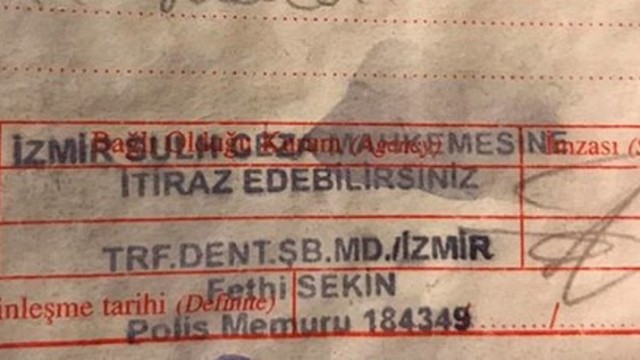 İZMİR SULH CEZA MAHKEMESİNE
Bağlı Olduğu Kurum (Agency) İmzası (S
İTİRAZ EDEBİLİRSİNİZ
TRF.DENT.ŞB.MD./İZMİR
Fethi SEKİN
inleşme tarihi (Definite) ....../
Polis Memuru 184349